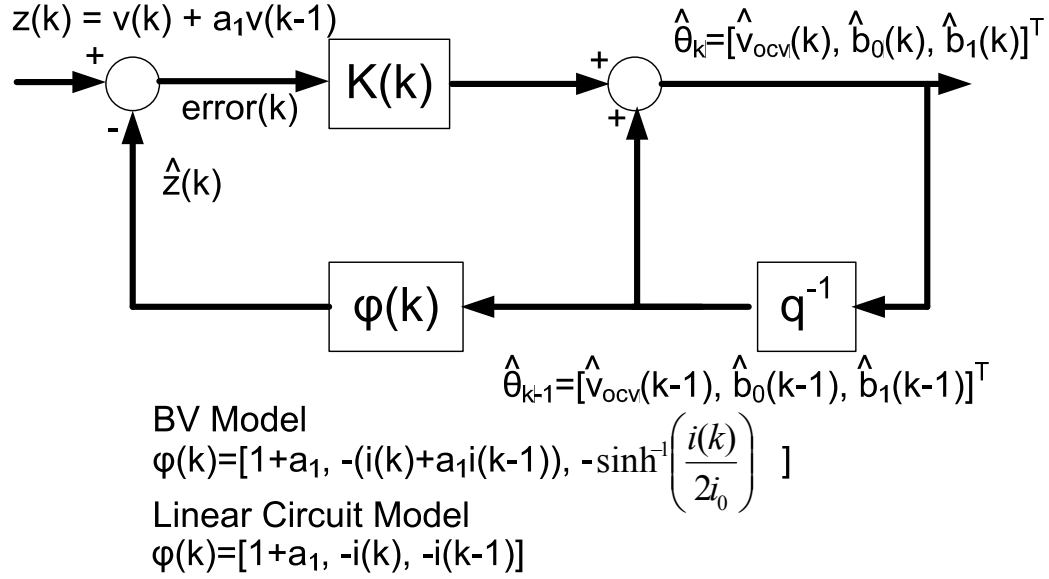 z(k) = v(k) + a₁v(k-1)
θ̂ₖ=[v̂ₒcᵥ(k), b̂₀(k), b̂₁(k)]ᵀ
+
K(k)
+
error(k)
+
-
ẑ(k)
φ(k)
q⁻¹
θ̂ₖ₋₁=[v̂ₒcᵥ(k-1), b̂₀(k-1), b̂₁(k-1)]ᵀ
BV Model
φ(k)=[1+a₁, -(i(k)+a₁i(k-1)), -sinh⁻¹(i(k)/2i₀) ]
Linear Circuit Model
φ(k)=[1+a₁, -i(k), -i(k-1)]